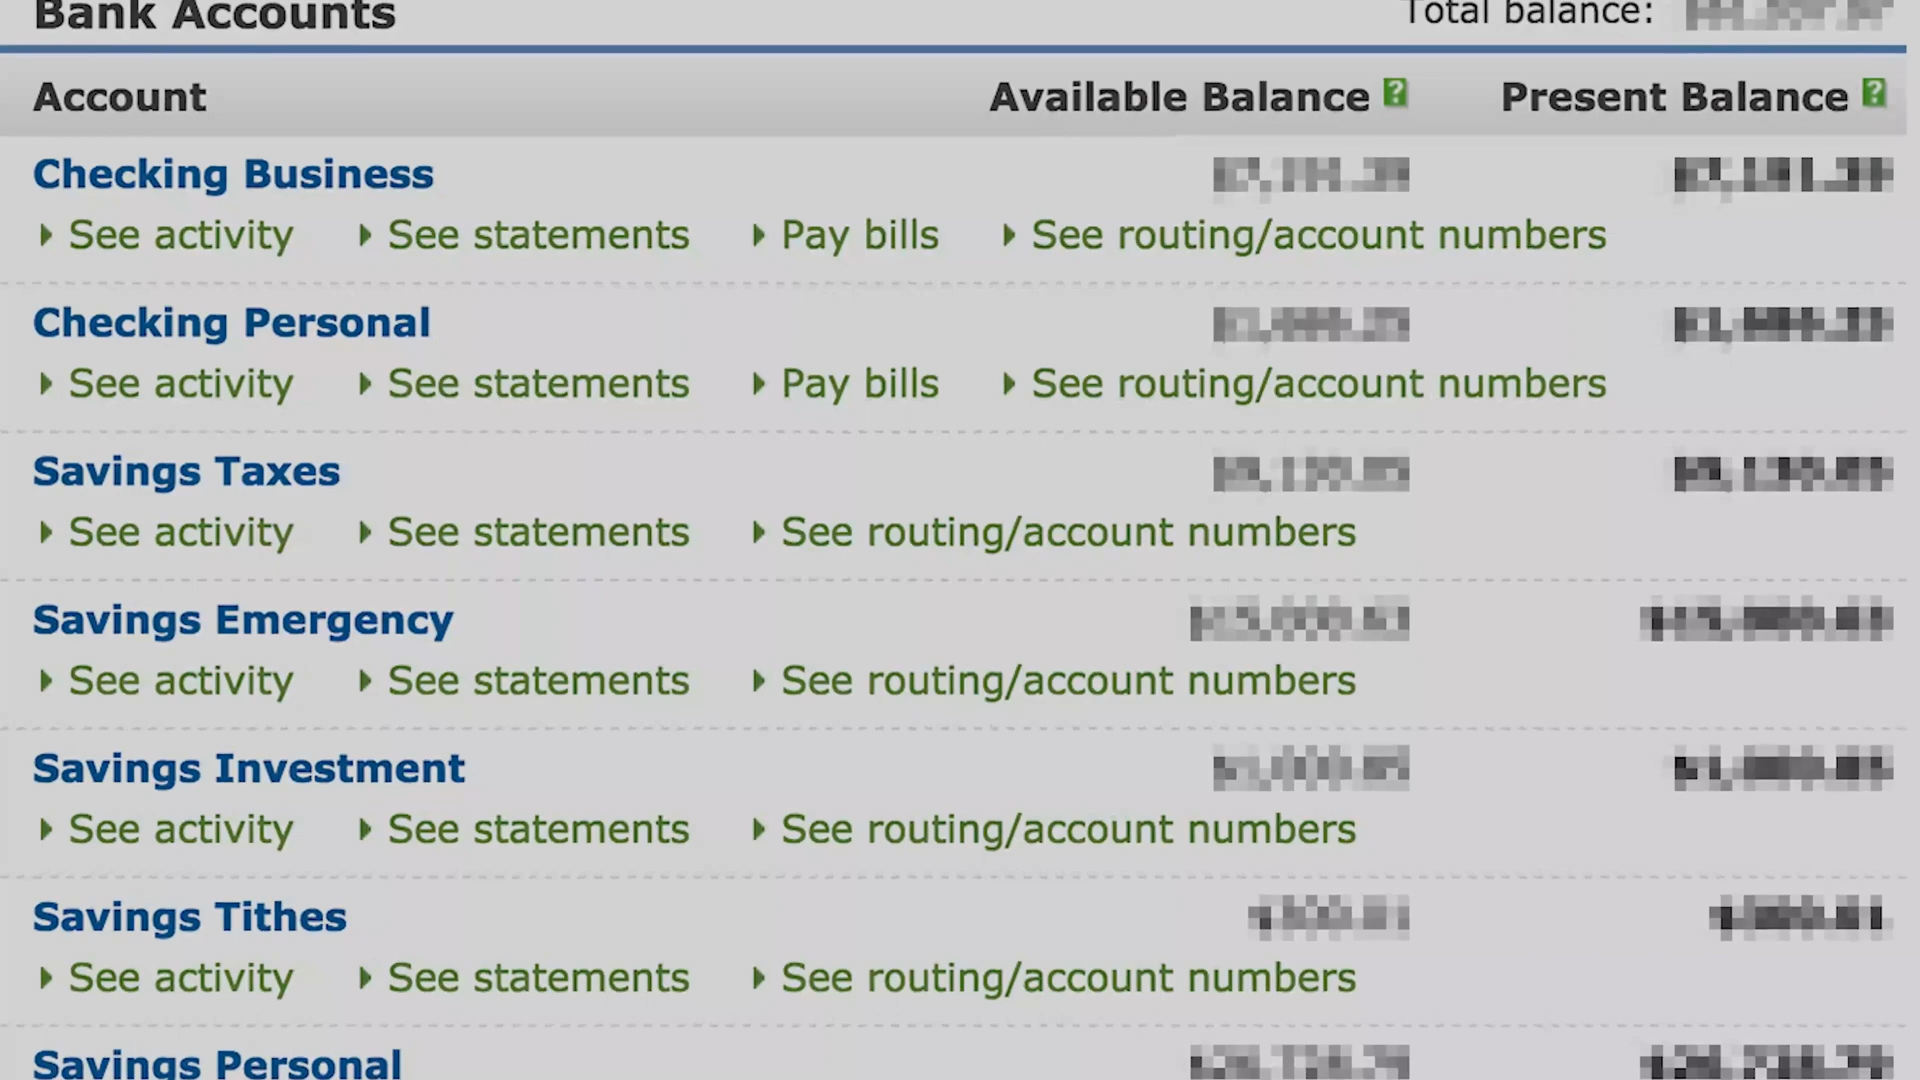 Bank Accounts Total balance:
Account Available Balance ? Present Balance ?
Checking Business
See activity See statements Pay bills See routing/account numbers
Checking Personal
See activity See statements Pay bills See routing/account numbers
Savings Taxes
See activity See statements See routing/account numbers
Savings Emergency
See activity See statements See routing/account numbers
Savings Investment
See activity See statements See routing/account numbers
Savings Tithes
See activity See statements See routing/account numbers
Savings Personal